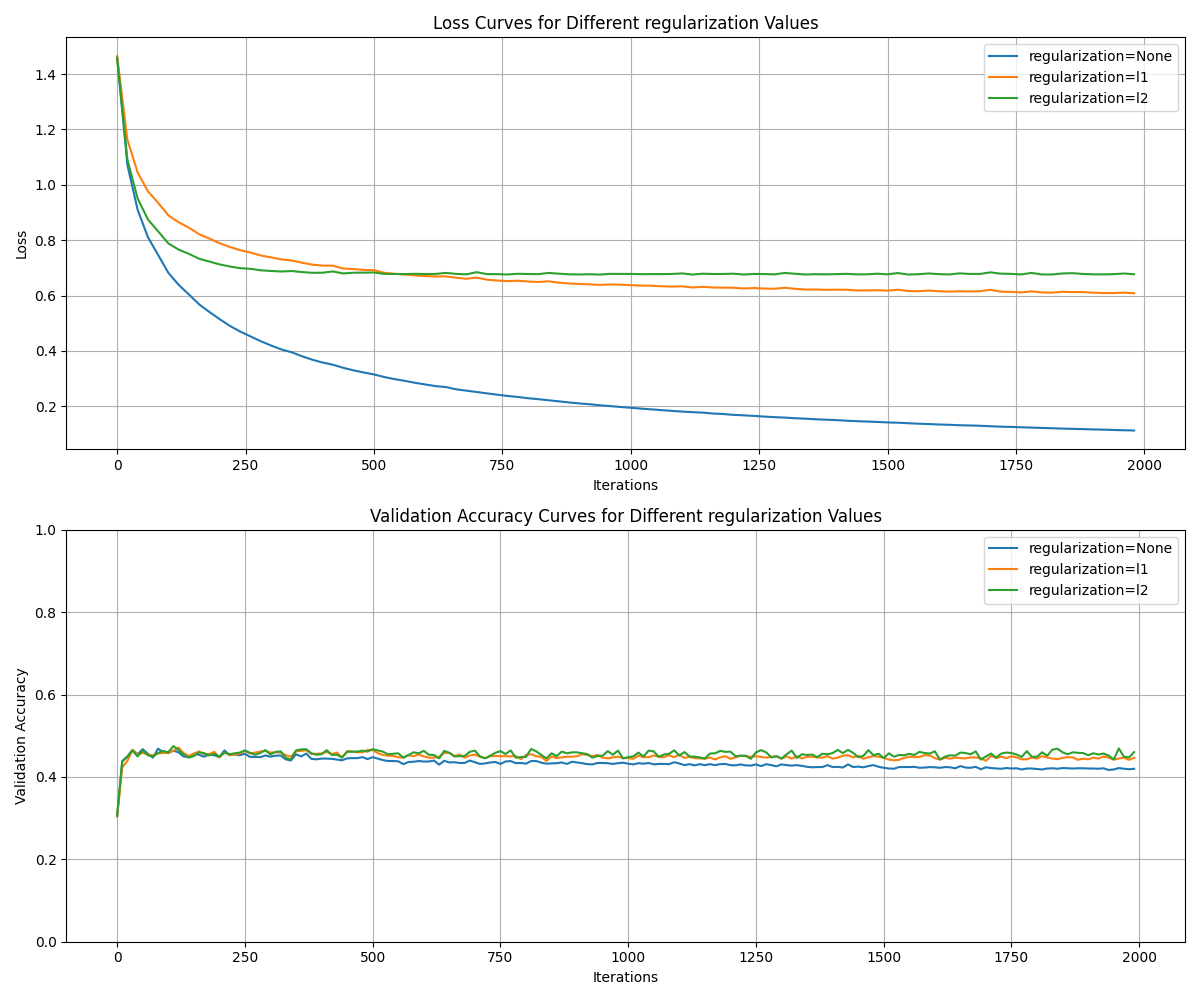 Loss Curves for Different regularization Values
regularization=None
regularization=l1
regularization=l2
1.4
1.2
1.0
0.8
0.6
0.4
0.2
Loss
0 250 500 750 1000 1250 1500 1750 2000
Iterations
Validation Accuracy Curves for Different regularization Values
regularization=None
regularization=l1
regularization=l2
1.0
0.8
0.6
0.4
0.2
0.0
Validation Accuracy
0 250 500 750 1000 1250 1500 1750 2000
Iterations